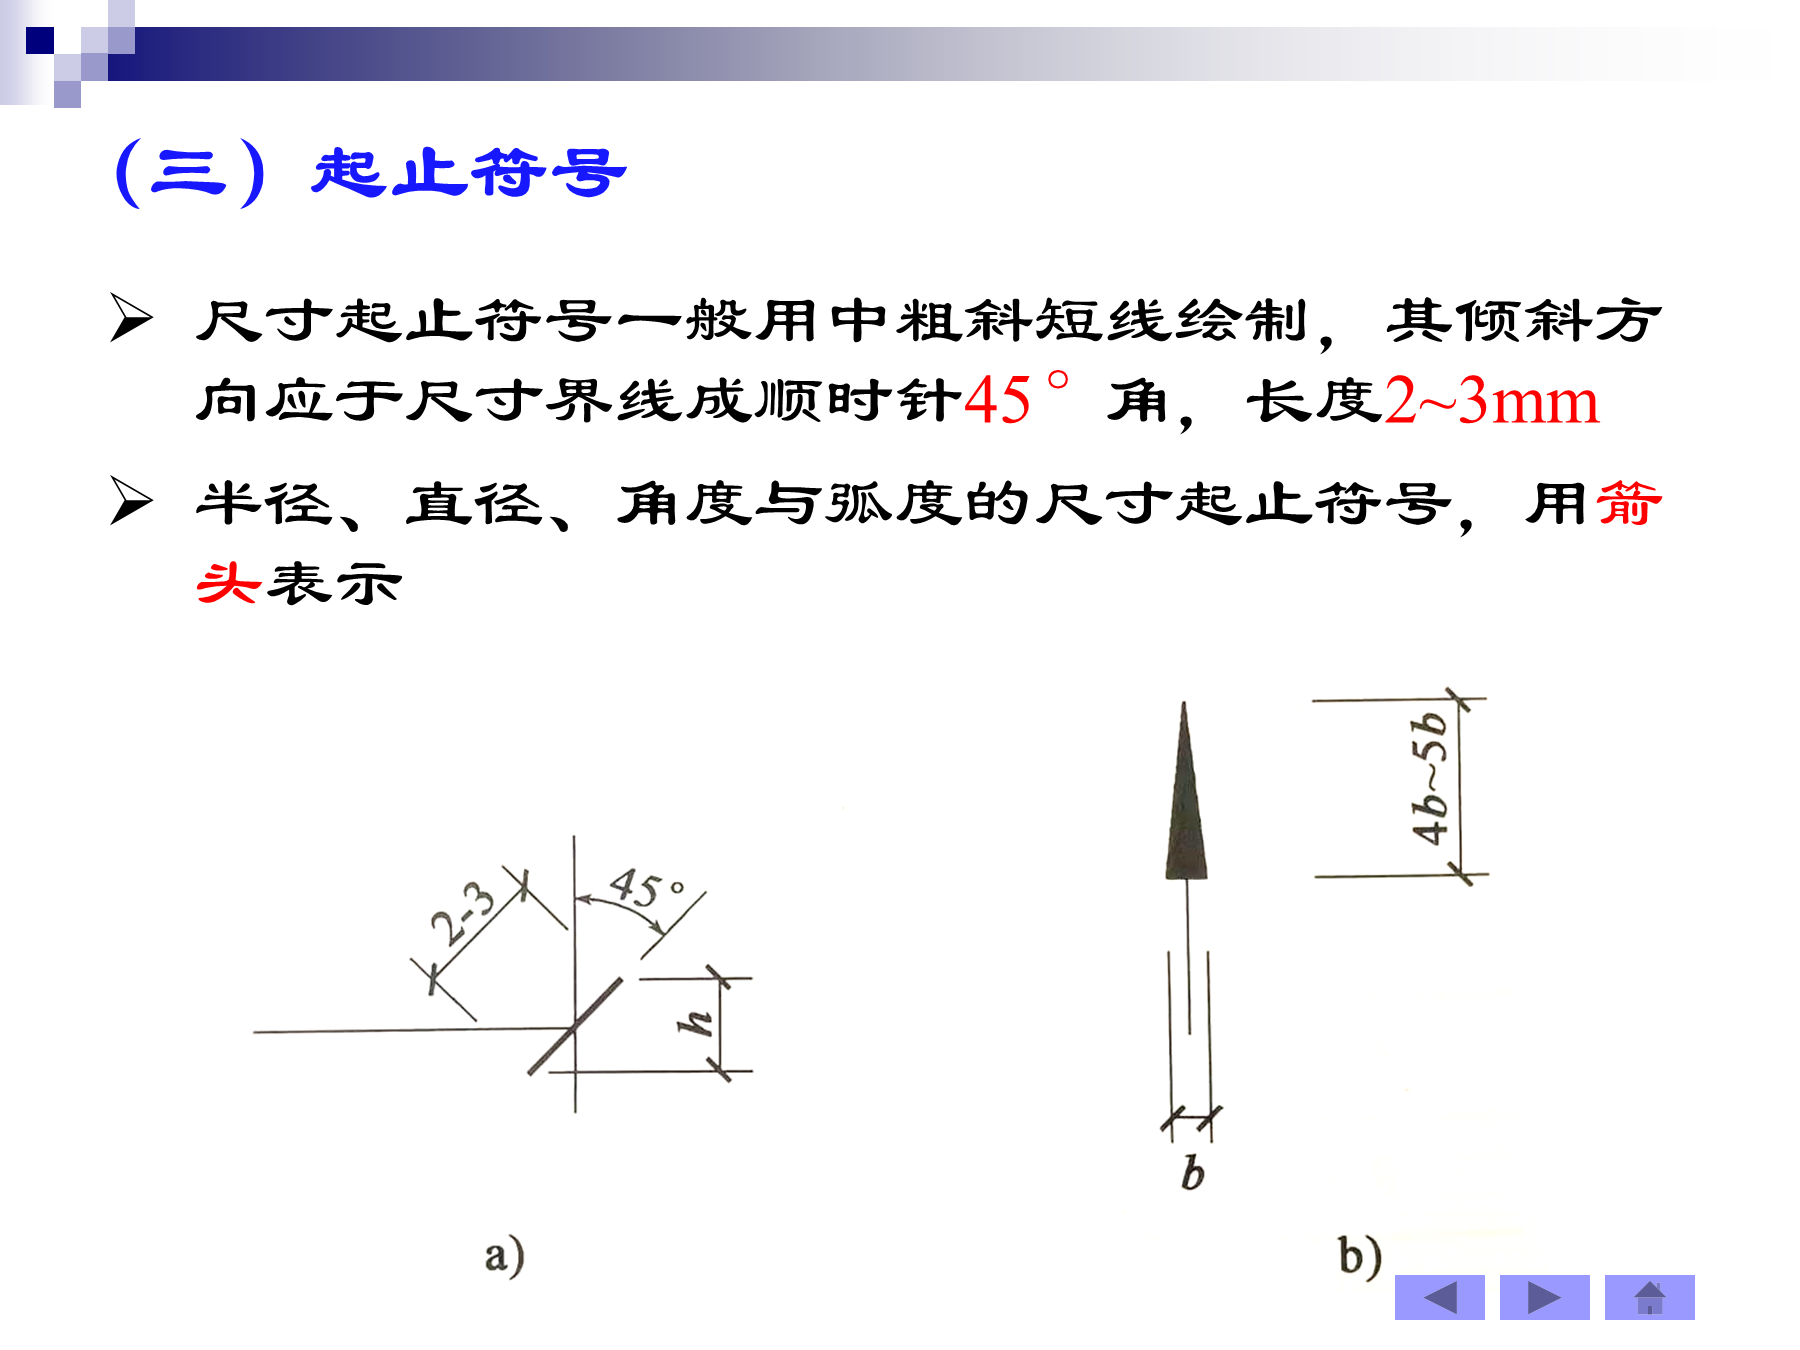 （三）起止符号
尺寸起止符号一般用中粗斜短线绘制，其倾斜方
向应于尺寸界线成顺时针45°角，长度2~3mm
半径、直径、角度与弧度的尺寸起止符号，用箭
头表示
2-3
45°
h
4b~5b
b
a)
b)